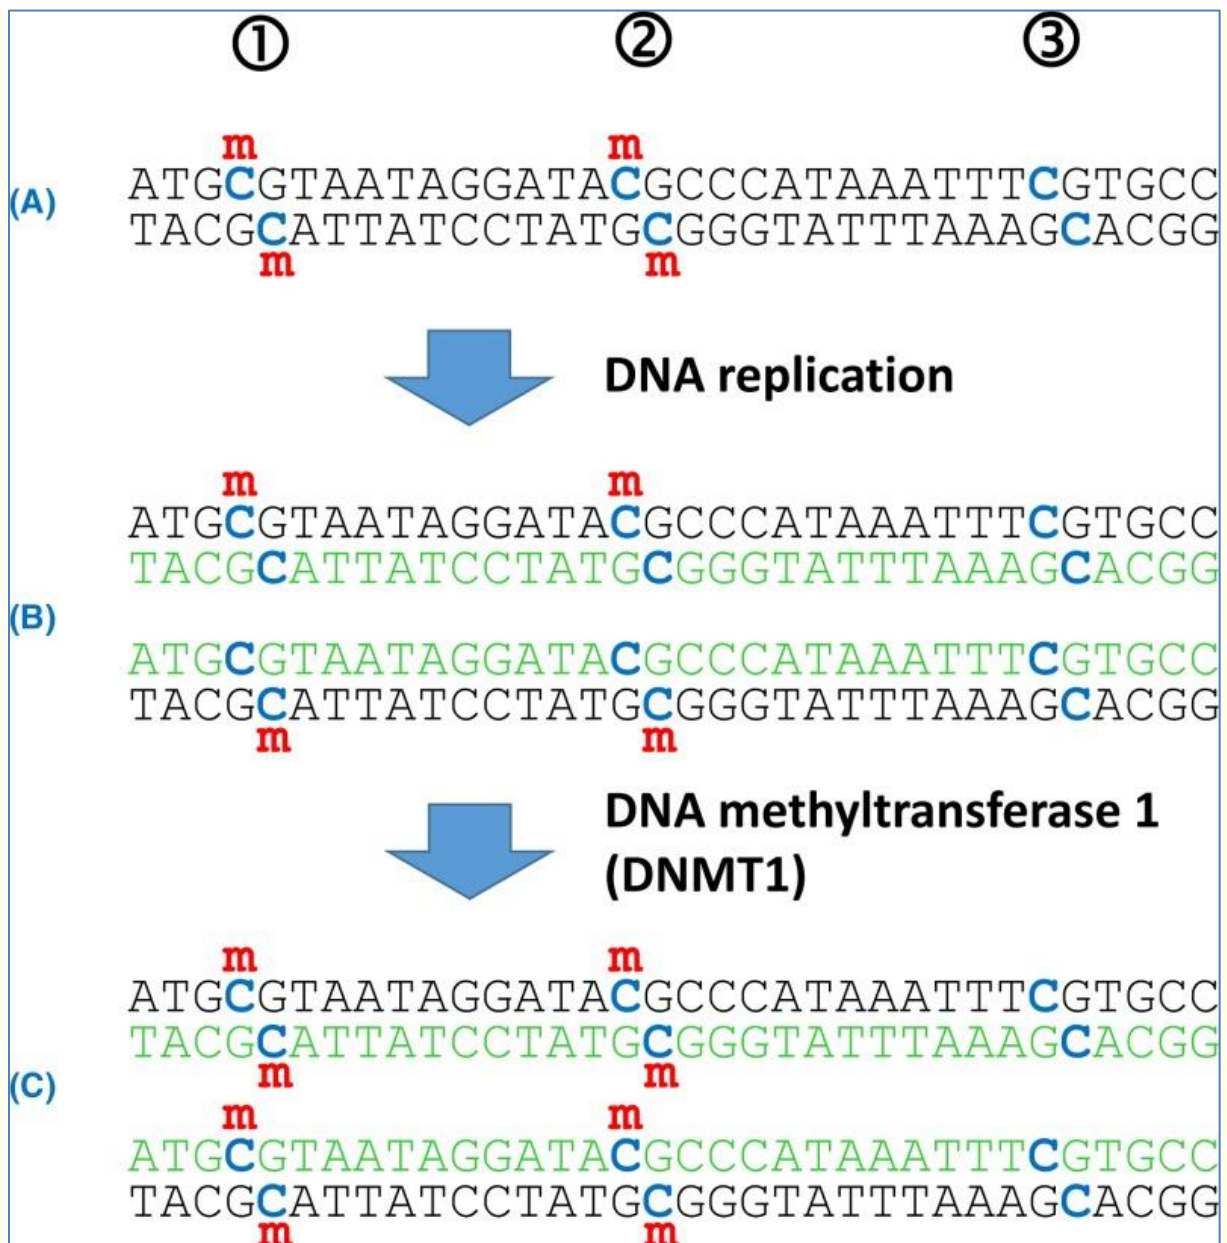 ① ② ③
m m
(A)
ATGCGTAATAGGATACGCCCATAAATTTCGTGCC
TACGCATTATCCTATGCGGGTATTTAAAGCACGG
m m
DNA replication
m m
ATGCGTAATAGGATACGCCCATAAATTTCGTGCC
TACGCATTATCCTATGCGGGTATTTAAAGCACGG
(B)
ATGCGTAATAGGATACGCCCATAAATTTCGTGCC
TACGCATTATCCTATGCGGGTATTTAAAGCACGG
m m
DNA methyltransferase 1
(DNMT1)
m m
ATGCGTAATAGGATACGCCCATAAATTTCGTGCC
TACGCATTATCCTATGCGGGTATTTAAAGCACGG
m m
(C)
m m
ATGCGTAATAGGATACGCCCATAAATTTCGTGCC
TACGCATTATCCTATGCGGGTATTTAAAGCACGG
m m